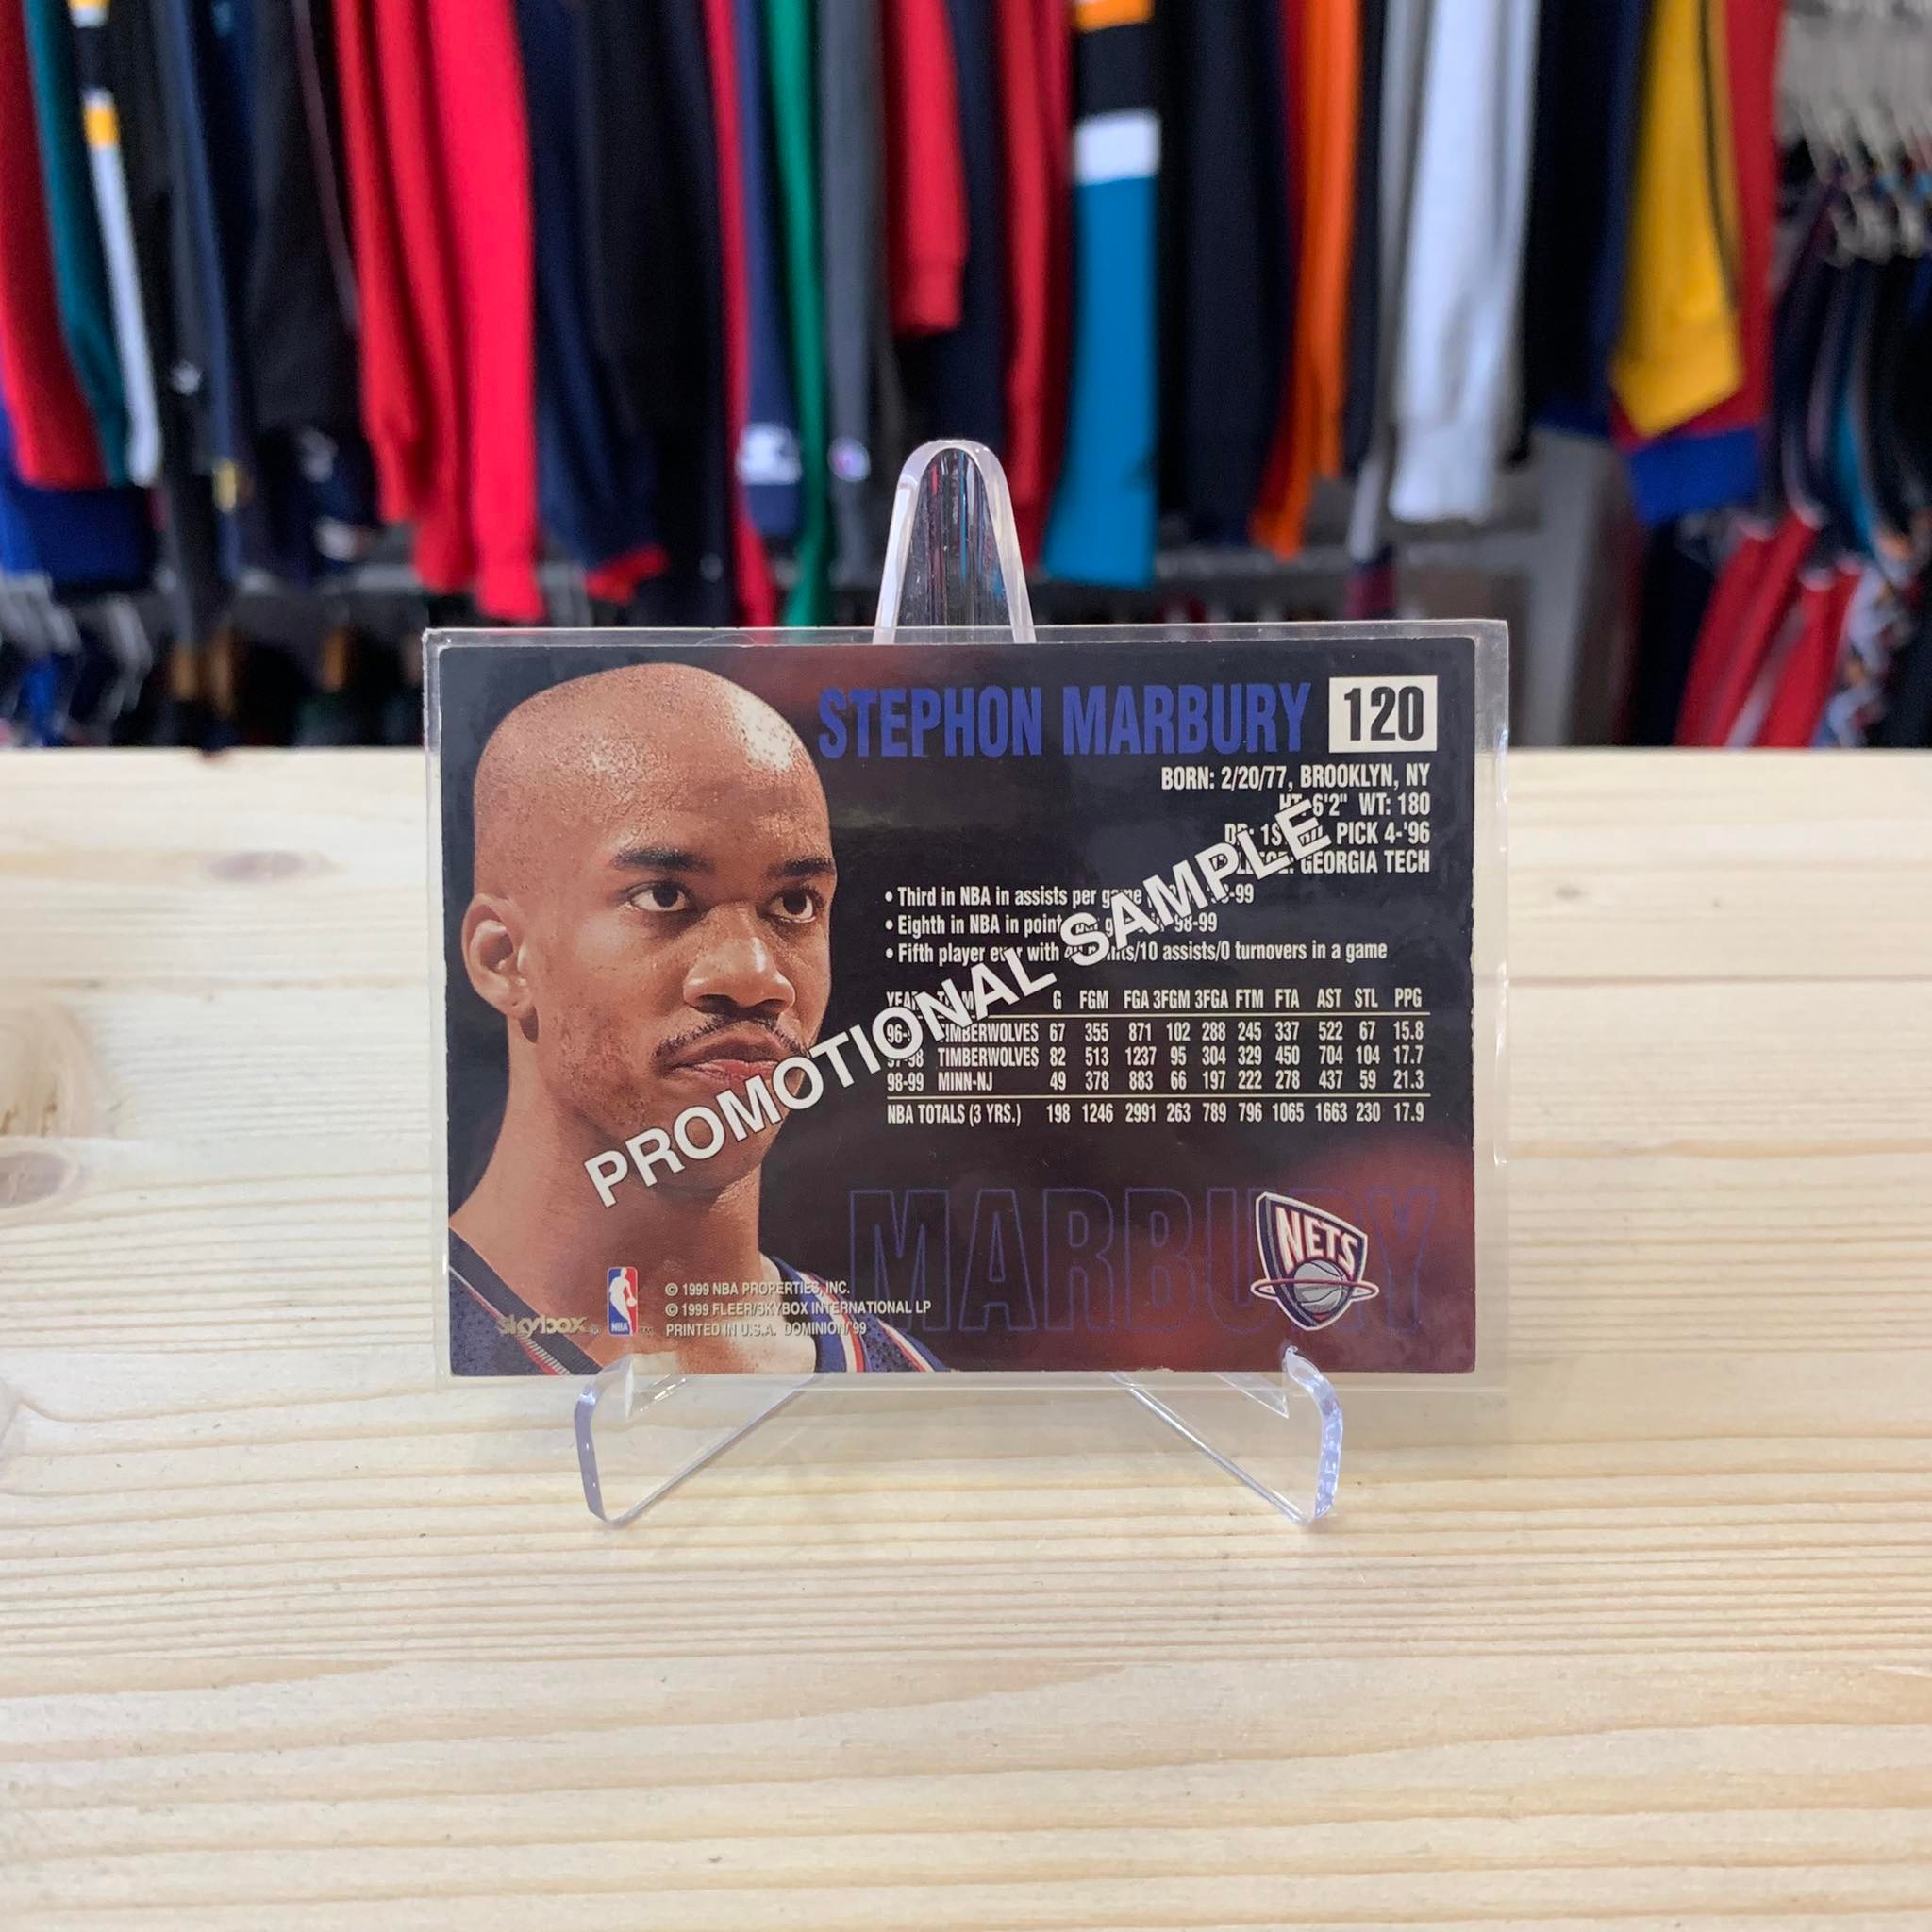 STEPHON MARBURY 120
BORN: 2/20/77, BROOKLYN, NY
HT: 6'2" WT: 180
PICK 4-'96
GEORGIA TECH
• Third in NBA in assists per game
• Eighth in NBA in 98-99
• Fifth player ever with /10 assists/0 turnovers in a game
PROMOTIONAL SAMPLE
G FGM FGA 3FGM 3FGA FTM FTA AST STL PPG
TIMBERWOLVES 67 355 871 102 288 245 337 522 67 15.8
97-98 TIMBERWOLVES 82 513 1237 95 304 329 450 704 104 17.7
98-99 MINN-NJ 49 378 883 66 197 222 278 437 59 21.3
NBA TOTALS (3 YRS.) 198 1246 2991 263 789 796 1065 1663 230 17.9
MARBURY
NETS
skybox
NBA
© 1999 NBA PROPERTIES, INC.
© 1999 FLEER/SKYBOX INTERNATIONAL LP
PRINTED IN U.S.A. DOMINION/'99